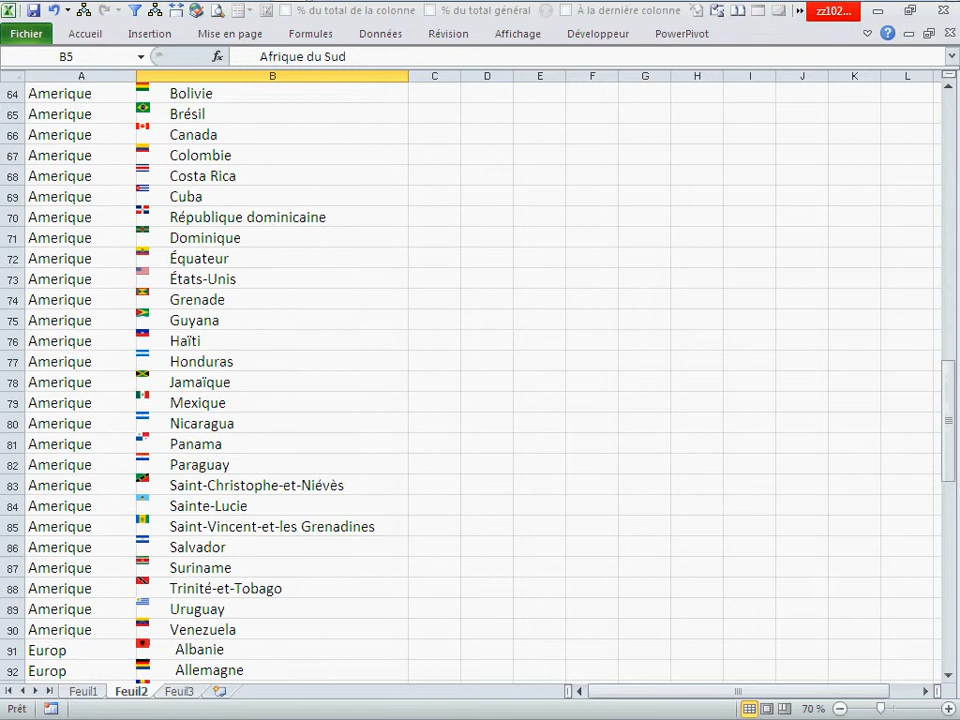 % du total de la colonne % du total général À la dernière colonne zz102...
Fichier Accueil Insertion Mise en page Formules Données Révision Affichage Développeur PowerPivot
B5 fx Afrique du Sud
A B C D E F G H I J K L
64 Amerique Bolivie
65 Amerique Brésil
66 Amerique Canada
67 Amerique Colombie
68 Amerique Costa Rica
69 Amerique Cuba
70 Amerique République dominicaine
71 Amerique Dominique
72 Amerique Équateur
73 Amerique États-Unis
74 Amerique Grenade
75 Amerique Guyana
76 Amerique Haïti
77 Amerique Honduras
78 Amerique Jamaïque
79 Amerique Mexique
80 Amerique Nicaragua
81 Amerique Panama
82 Amerique Paraguay
83 Amerique Saint-Christophe-et-Niévès
84 Amerique Sainte-Lucie
85 Amerique Saint-Vincent-et-les Grenadines
86 Amerique Salvador
87 Amerique Suriname
88 Amerique Trinité-et-Tobago
89 Amerique Uruguay
90 Amerique Venezuela
91 Europ Albanie
92 Europ Allemagne
Feuil1 Feuil2 Feuil3
Prêt 70 %